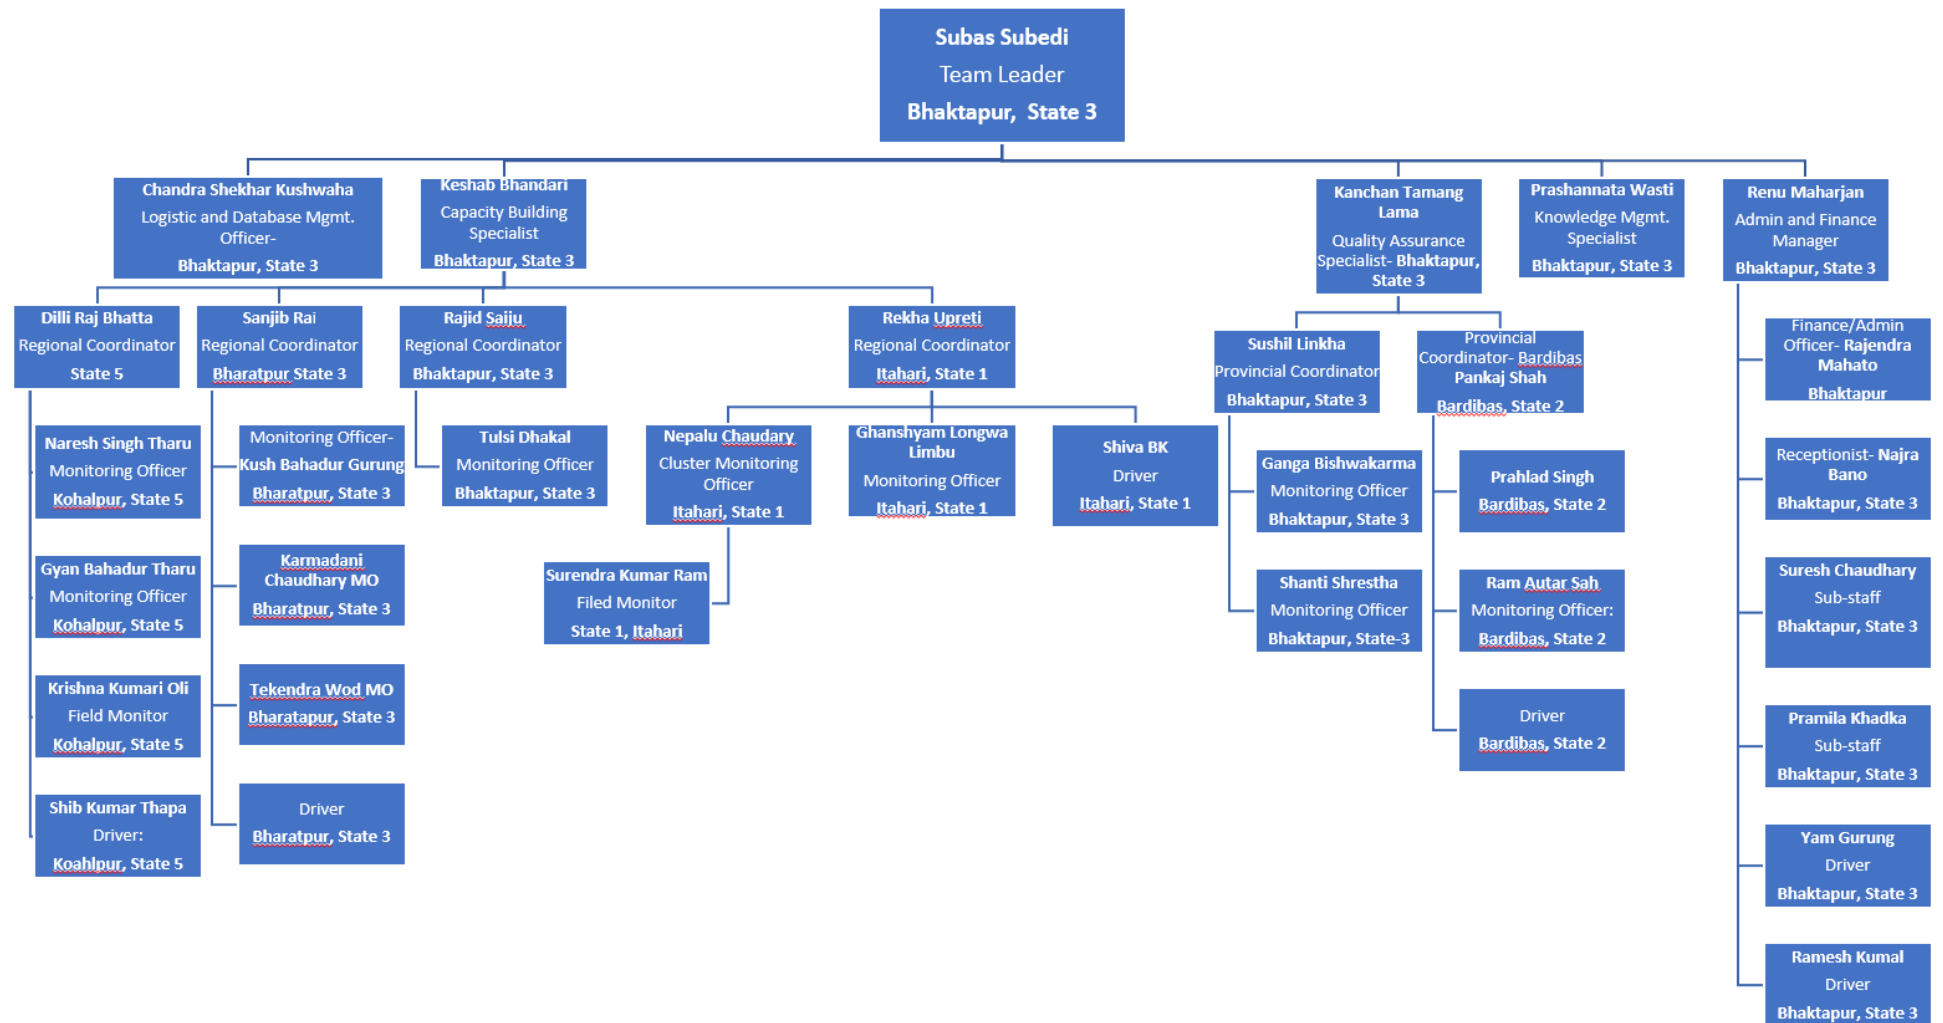 Subas Subedi
Team Leader
Bhaktapur,  State 3
Chandra Shekhar Kushwaha
Logistic and Database Mgmt.
Officer-
Bhaktapur, State 3
Keshab Bhandari
Capacity Building
Specialist
Bhaktapur, State 3
Kanchan Tamang
Lama
Quality Assurance
Specialist- Bhaktapur,
State 3
Prashannata Wasti
Knowledge Mgmt.
Specialist
Bhaktapur, State 3
Renu Maharjan
Admin and Finance
Manager
Bhaktapur, State 3
Dilli Raj Bhatta
Regional Coordinator
State 5
Sanjib Rai
Regional Coordinator
Bharatpur State 3
Rajid Saiju
Regional Coordinator
Bhaktapur, State 3
Rekha Upreti
Regional Coordinator
Itahari, State 1
Sushil Linkha
Provincial Coordinator
Bhaktapur, State 3
Provincial
Coordinator- Bardibas
Pankaj Shah
Bardibas, State 2
Finance/Admin
Officer- Rajendra
Mahato
Bhaktapur
Naresh Singh Tharu
Monitoring Officer
Kohalpur, State 5
Monitoring Officer-
Kush Bahadur Gurung
Bharatpur, State 3
Tulsi Dhakal
Monitoring Officer
Bhaktapur, State 3
Nepalu Chaudary
Cluster Monitoring
Officer
Itahari, State 1
Ghanshyam Longwa
Limbu
Monitoring Officer
Itahari, State 1
Shiva BK
Driver
Itahari, State 1
Ganga Bishwakarma
Monitoring Officer
Bhaktapur, State 3
Prahlad Singh
Bardibas, State 2
Receptionist- Najra
Bano
Bhaktapur, State 3
Gyan Bahadur Tharu
Monitoring Officer
Kohalpur, State 5
Karmadani
Chaudhary MO
Bharatpur, State 3
Surendra Kumar Ram
Filed Monitor
State 1, Itahari
Shanti Shrestha
Monitoring Officer
Bhaktapur, State-3
Ram Autar Sah
Monitoring Officer:
Bardibas, State 2
Suresh Chaudhary
Sub-staff
Bhaktapur, State 3
Krishna Kumari Oli
Field Monitor
Kohalpur, State 5
Tekendra Wod MO
Bharatapur, State 3
Driver
Bardibas, State 2
Pramila Khadka
Sub-staff
Bhaktapur, State 3
Shib Kumar Thapa
Driver:
Koahlpur, State 5
Driver
Bharatpur, State 3
Yam Gurung
Driver
Bhaktapur, State 3
Ramesh Kumal
Driver
Bhaktapur, State 3